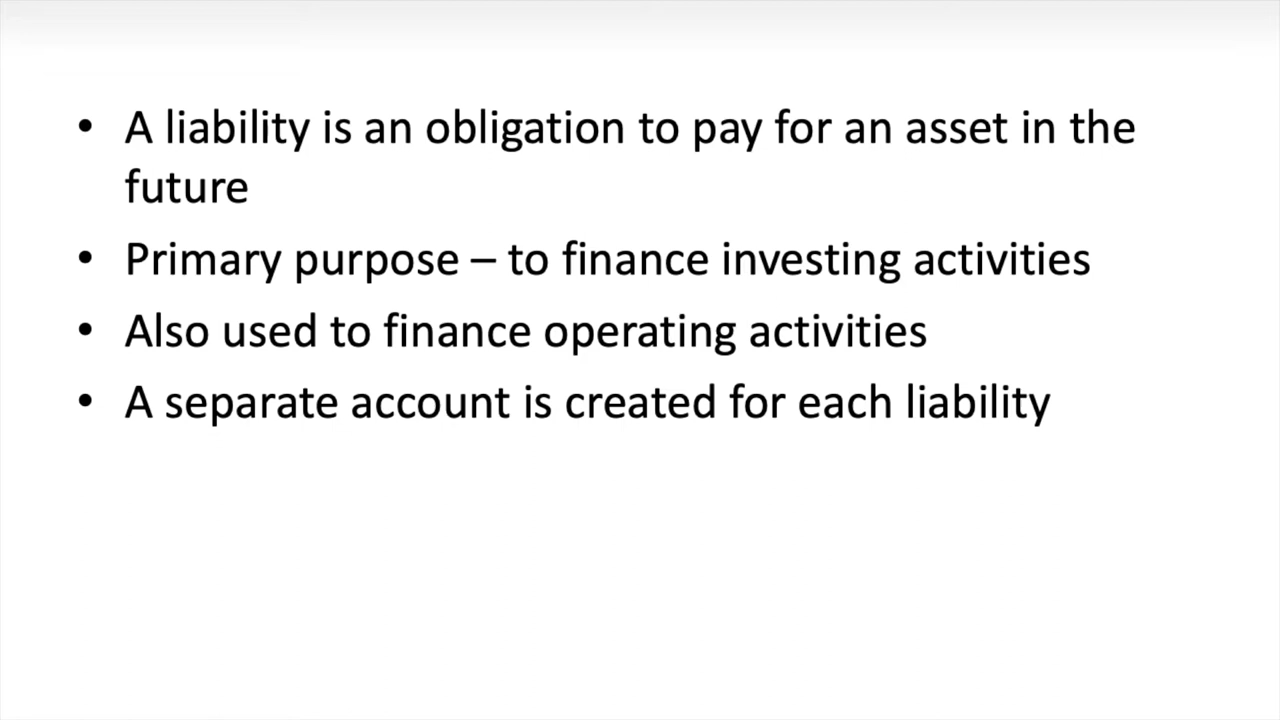 • A liability is an obligation to pay for an asset in the
future
• Primary purpose – to finance investing activities
• Also used to finance operating activities
• A separate account is created for each liability